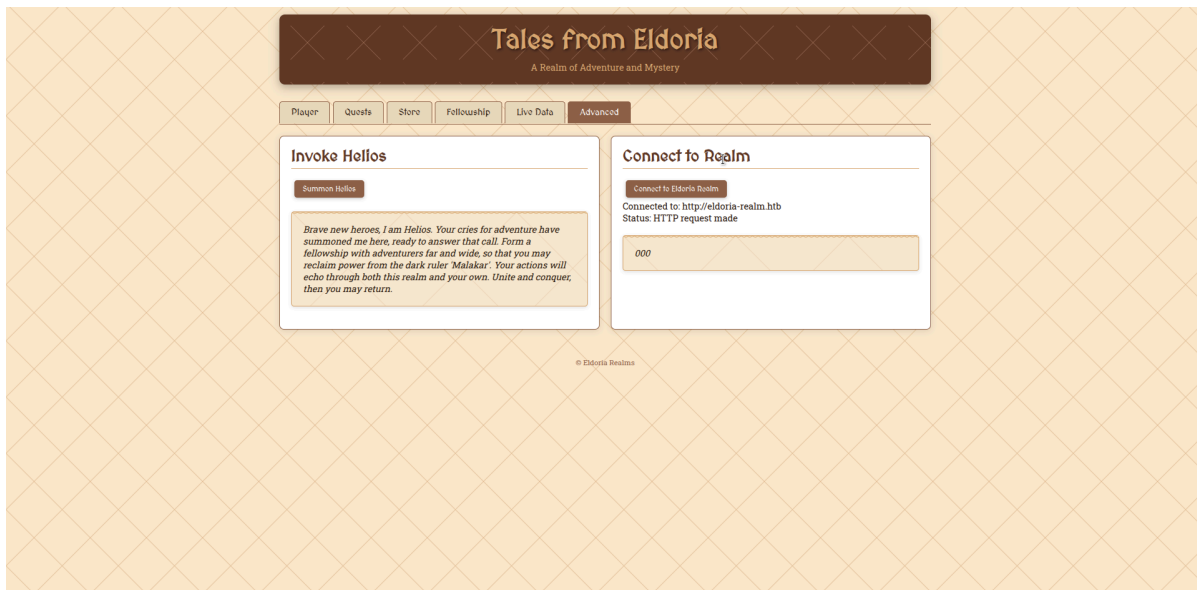 Tales from Eldoria
A Realm of Adventure and Mystery
Player
Quests
Store
Fellowship
Live Data
Advanced
Invoke Helios
Summon Helios
Brave new heroes, I am Helios. Your cries for adventure have
summoned me here, ready to answer that call. Form a
fellowship with adventurers far and wide, so that you may
reclaim power from the dark ruler 'Malakar'. Your actions will
echo through both this realm and your own. Unite and conquer,
then you may return.
Connect to Realm
Connect to Eldoria Realm
Connected to: http://eldoria-realm.htb
Status: HTTP request made
000
© Eldoria Realms